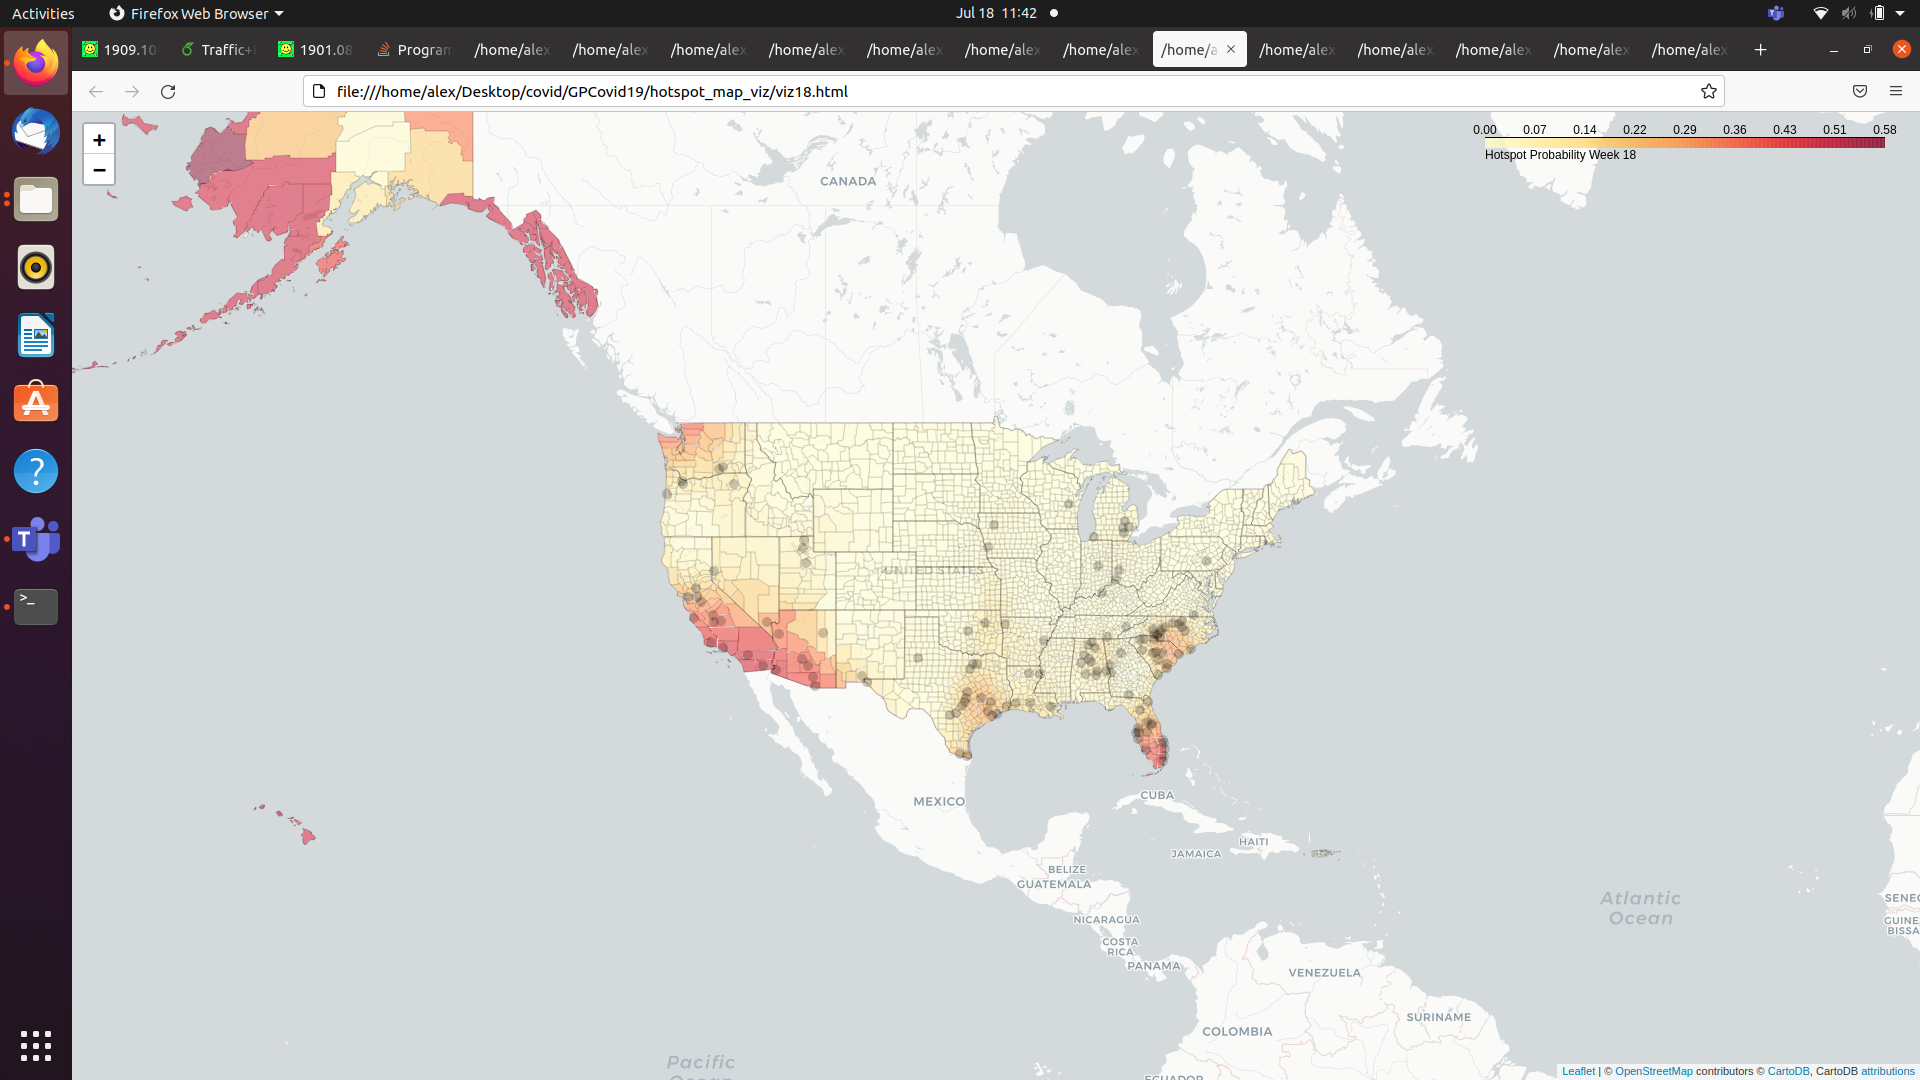 Activities
Firefox Web Browser
Jul 18 11:42
1909.10
Traffic+
1901.08
Program
/home/alex
/home/alex
/home/alex
/home/alex
/home/alex
/home/alex
/home/alex
/home/a
/home/alex
/home/alex
/home/alex
/home/alex
/home/alex
file:///home/alex/Desktop/covid/GPCovid19/hotspot_map_viz/viz18.html
+
−
0.00 0.07 0.14 0.22 0.29 0.36 0.43 0.51 0.58
Hotspot Probability Week 18
CANADA
UNITED STATES
MEXICO
CUBA
HAITI
JAMAICA
BELIZE
GUATEMALA
NICARAGUA
COSTA
RICA
PANAMA
VENEZUELA
COLOMBIA
SURINAME
ECUADOR
Atlantic
Ocean
SENEG
GUINE
BISSA
Pacific
Ocean
Leaflet | © OpenStreetMap contributors © CartoDB, CartoDB attributions